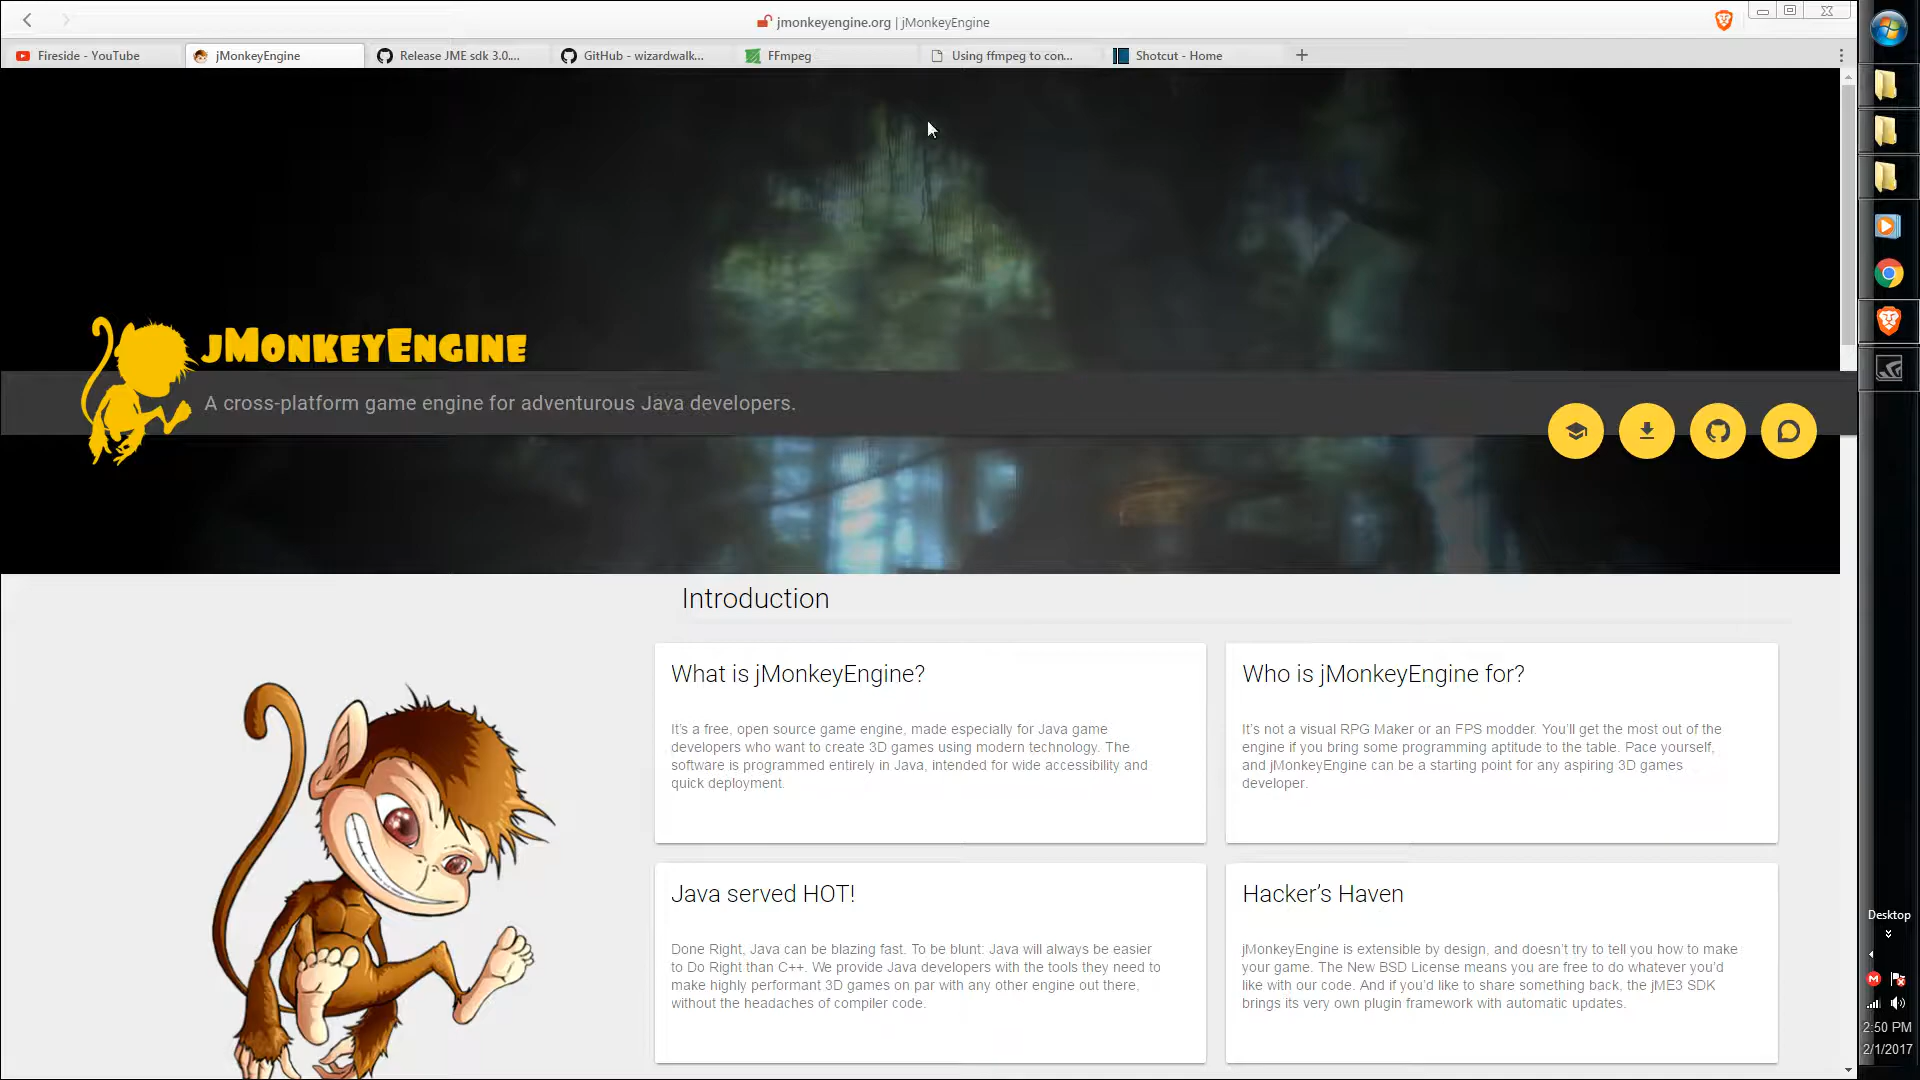 jmonkeyengine.org | jMonkeyEngine
Fireside - YouTube
jMonkeyEngine
Release JME sdk 3.0....
GitHub - wizardwalk...
FFmpeg
Using ffmpeg to con...
Shotcut - Home
jMonkeyEngine
A cross-platform game engine for adventurous Java developers.
Introduction
What is jMonkeyEngine?
It's a free, open source game engine, made especially for Java game
developers who want to create 3D games using modern technology. The
software is programmed entirely in Java, intended for wide accessibility and
quick deployment.
Who is jMonkeyEngine for?
It's not a visual RPG Maker or an FPS modder. You'll get the most out of the
engine if you bring some programming aptitude to the table. Pace yourself,
and jMonkeyEngine can be a starting point for any aspiring 3D games
developer.
Java served HOT!
Done Right, Java can be blazing fast. To be blunt: Java will always be easier
to Do Right than C++. We provide Java developers with the tools they need to
make highly performant 3D games on par with any other engine out there,
without the headaches of compiler code.
Hacker's Haven
jMonkeyEngine is extensible by design, and doesn't try to tell you how to make
your game. The New BSD License means you are free to do whatever you'd
like with our code. And if you'd like to share something back, the jME3 SDK
brings its very own plugin framework with automatic updates.
Desktop
2:50 PM
2/1/2017